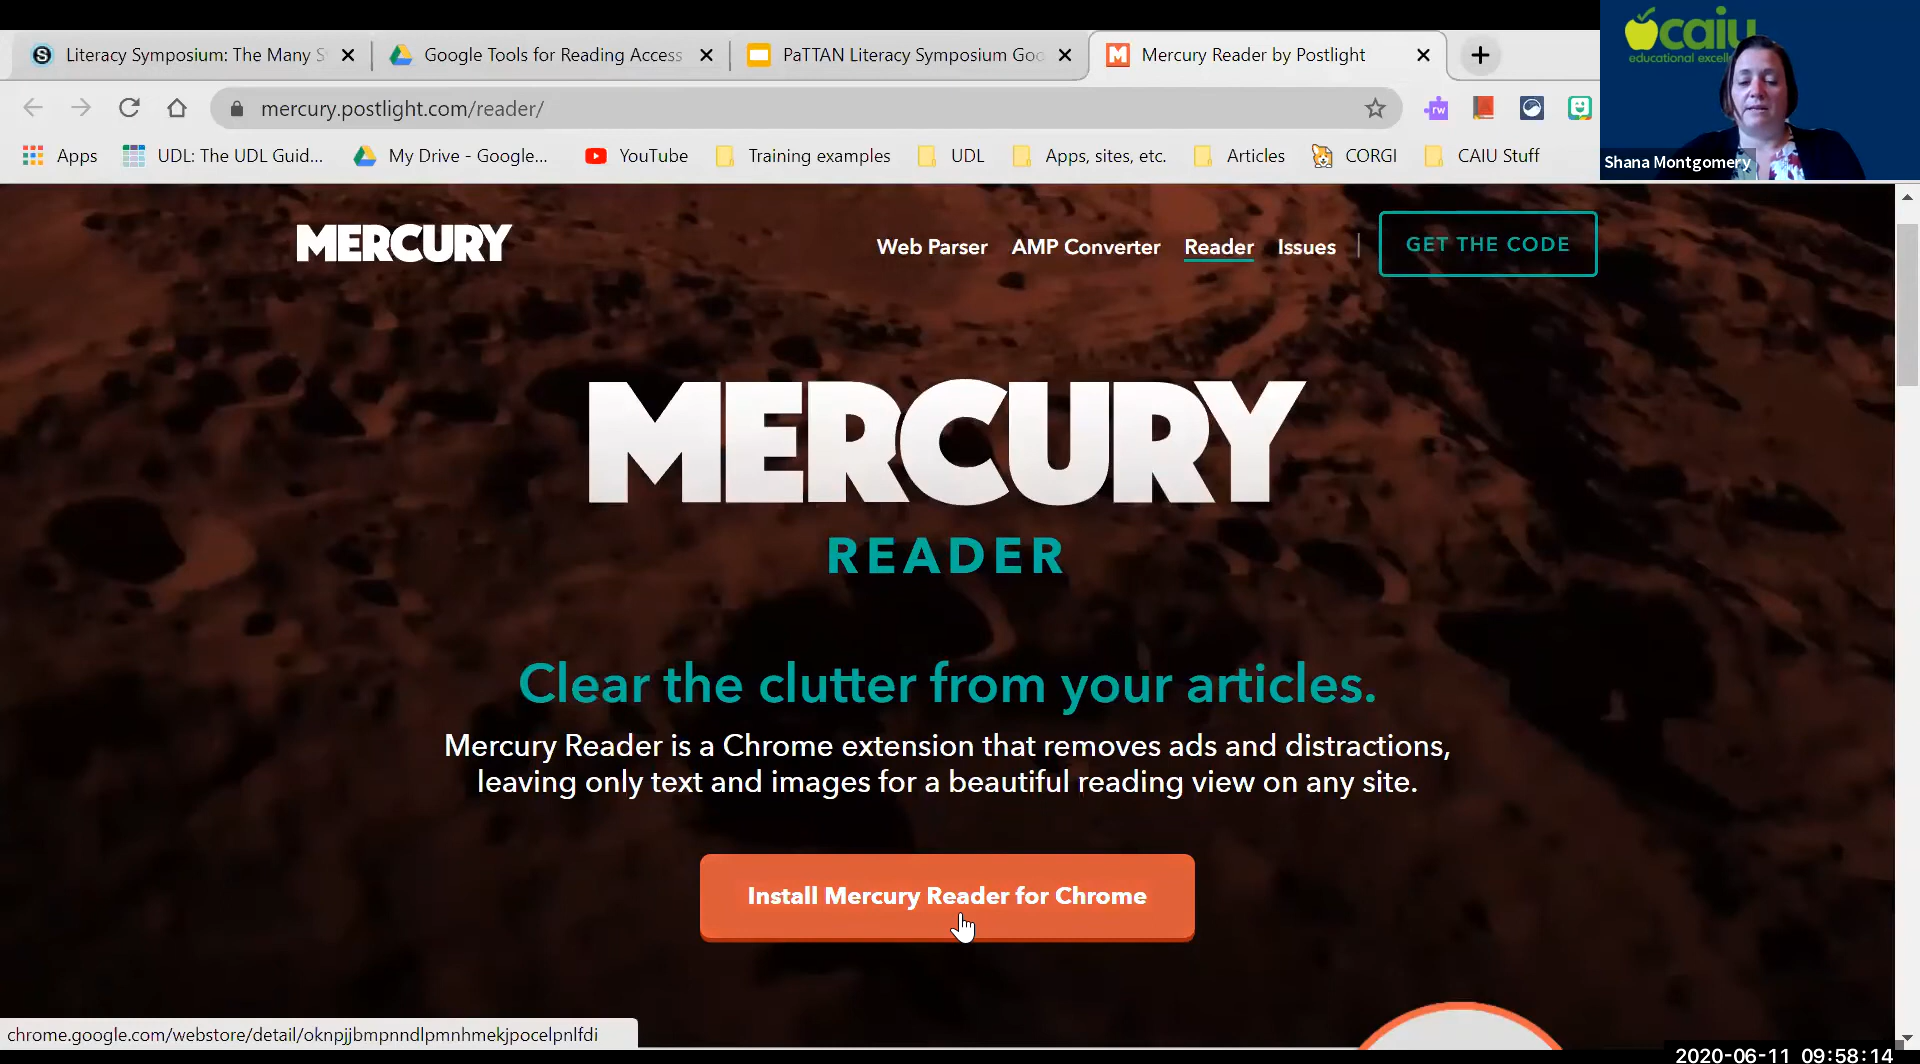 Literacy Symposium: The Many S
Google Tools for Reading Access
PaTTAN Literacy Symposium Goo
Mercury Reader by Postlight
caiu
educational excelle
mercury.postlight.com/reader/
rw
Apps
UDL: The UDL Guid...
My Drive - Google...
YouTube
Training examples
UDL
Apps, sites, etc.
Articles
CORGI
CAIU Stuff
Shana Montgomery
MERCURY
Web Parser
AMP Converter
Reader
Issues
GET THE CODE
MERCURY
READER
Clear the clutter from your articles.
Mercury Reader is a Chrome extension that removes ads and distractions,
leaving only text and images for a beautiful reading view on any site.
Install Mercury Reader for Chrome
chrome.google.com/webstore/detail/oknpjjbmpnndlpmnhmekjpocelpnlfdi
2020-06-11 09:58:14